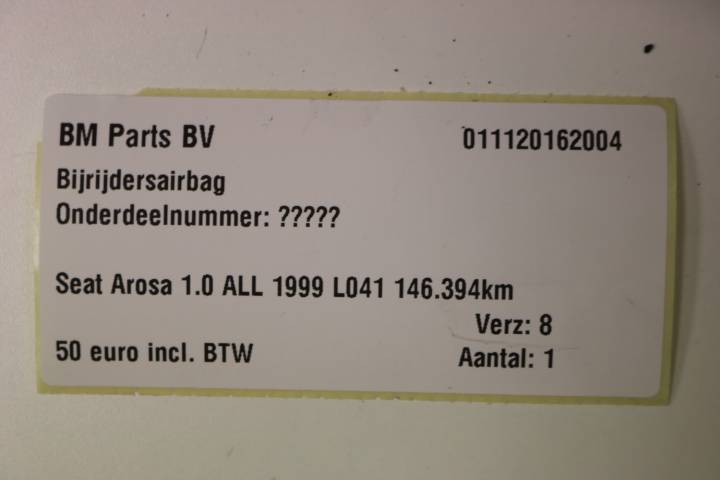 BM Parts BV 011120162004
Bijrijdersairbag
Onderdeelnummer: ?????
Seat Arosa 1.0 ALL 1999 L041 146.394km
Verz: 8
50 euro incl. BTW Aantal: 1